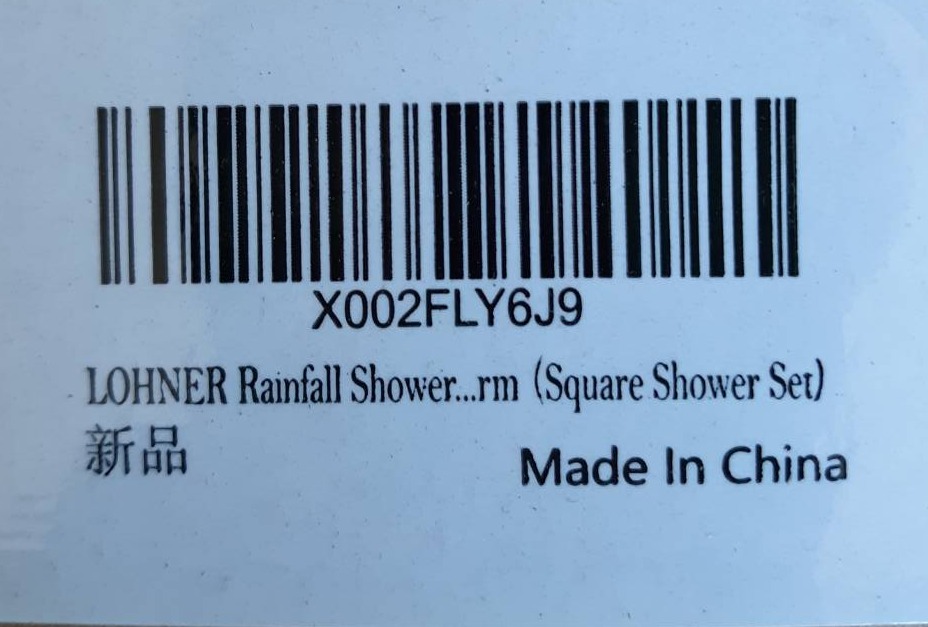 X002FLY6J9
LOHNER Rainfall Shower...rm (Square Shower Set)
新品
Made In China